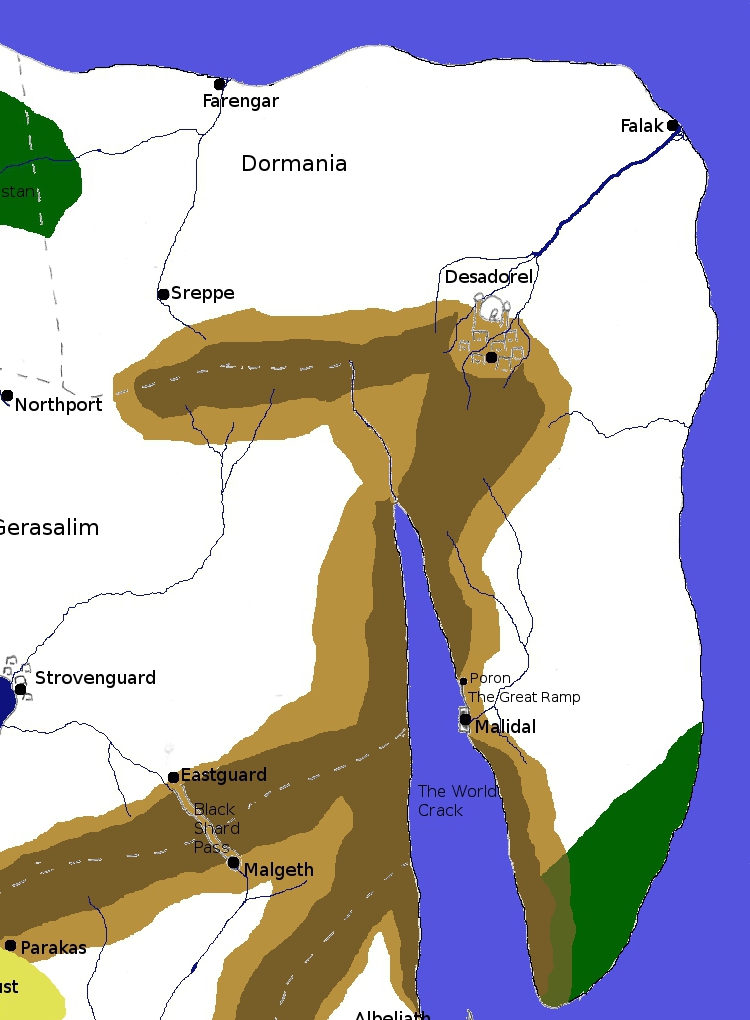 Farengar
Falak
Dormania
stan
Desadorel
Sreppe
Northport
Gerasalim
Strovenguard
Poron
The Great Ramp
Malidal
Eastguard
The World
Crack
Black
Shard
Pass
Malgeth
Parakas
ust
Albeliath